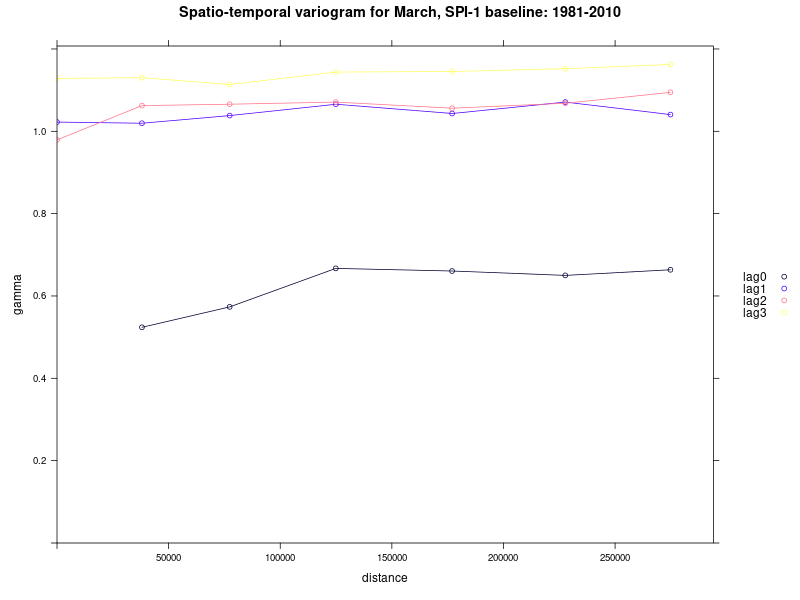 Spatio-temporal variogram for March, SPI-1 baseline: 1981-2010
1.0
0.8
0.6
0.4
0.2
gamma
50000 100000 150000 200000 250000
distance
lag0
lag1
lag2
lag3